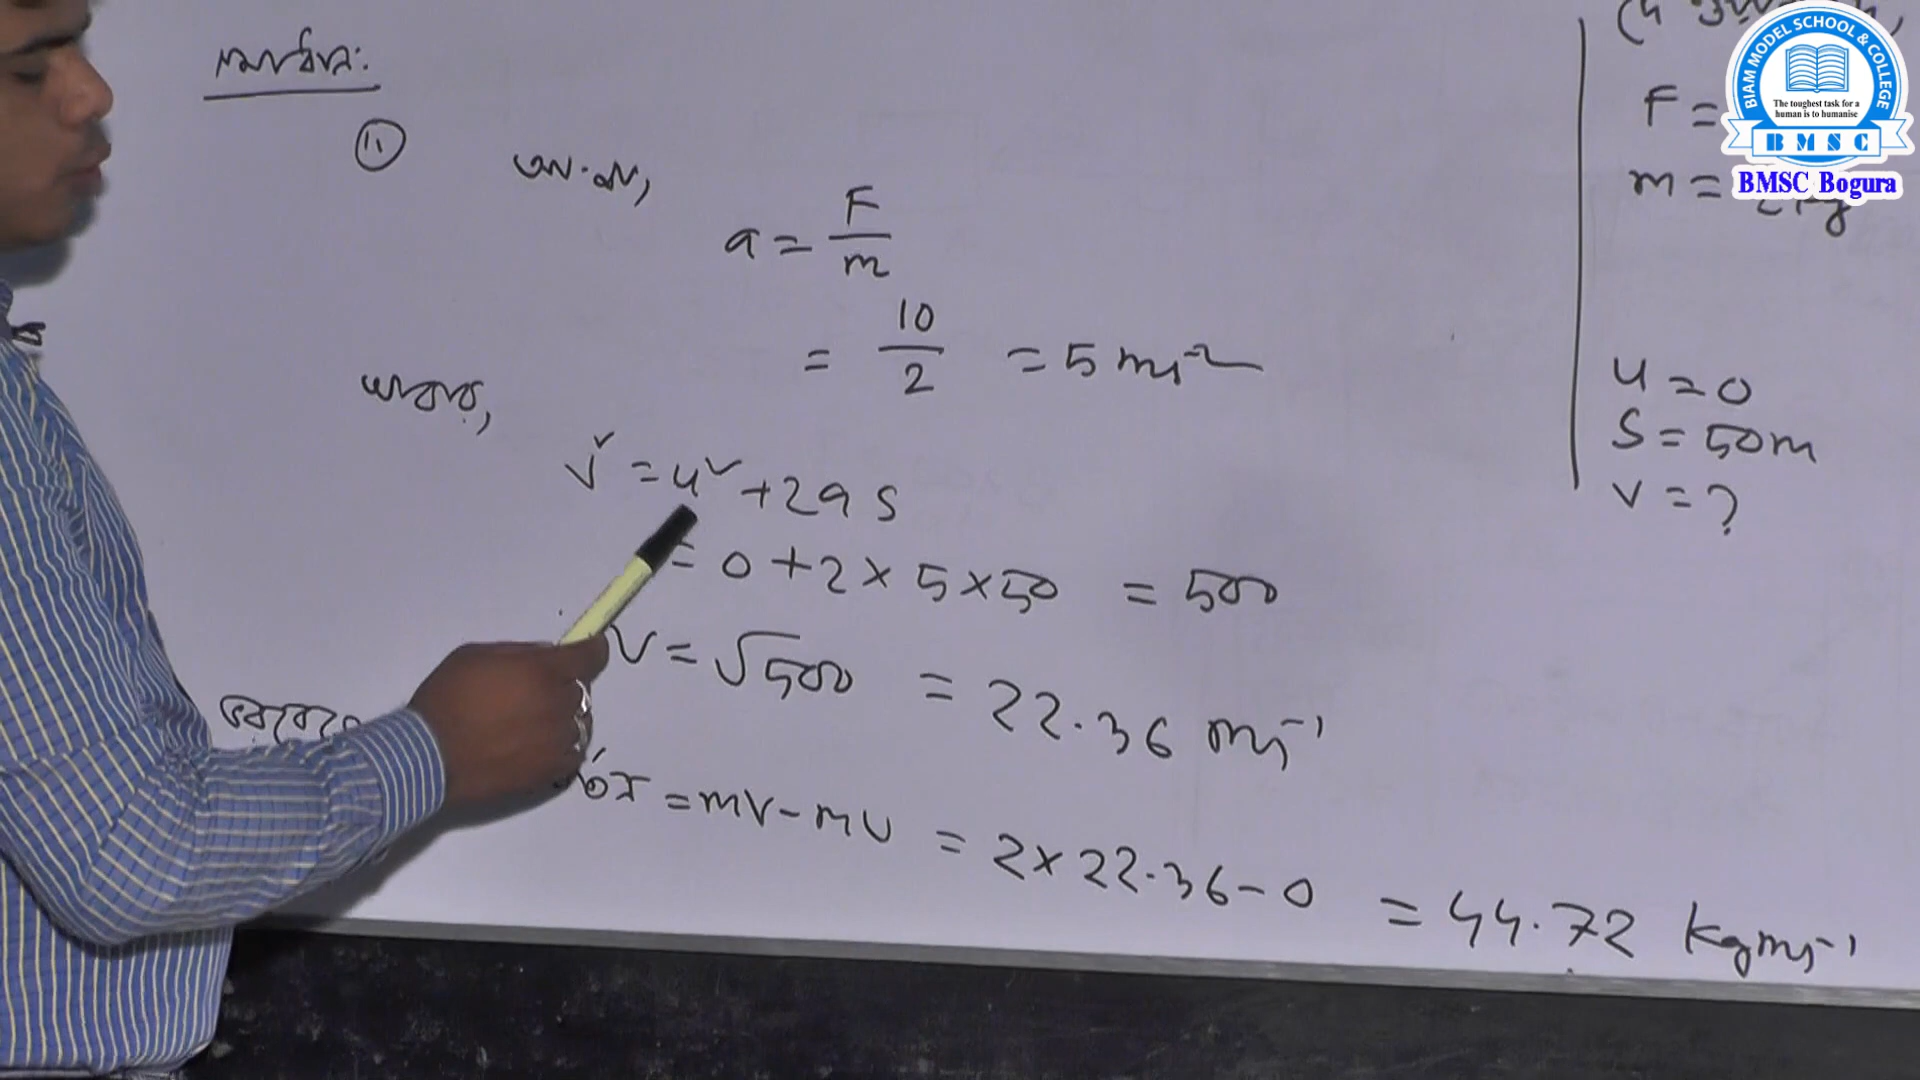 সমাধান:
আ. জা,
a = F/m
= 10/2 = 5 ms⁻²
আবার,
v² = u² + 2as
= 0 + 2 × 5 × 50 = 500
v = √500 = 22.36 ms⁻¹
= mv - mu = 2 × 22.36 - 0 = 44.72 kgms⁻¹
F =
m =
u = 0
s = 50m
v = ?
BIAM MODEL SCHOOL & COLLEGE
The toughest task for a
human is to humanise
B M S C
BMSC Bogura